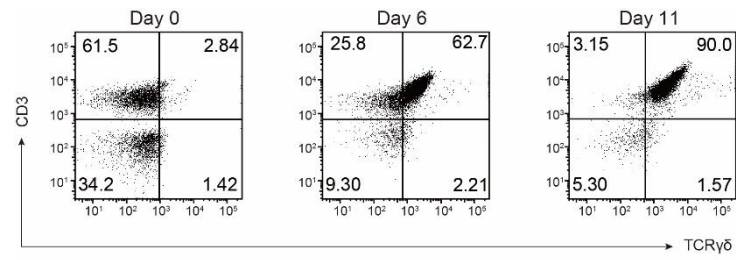 Day 0 Day 6 Day 11
61.5 2.84 25.8 62.7 3.15 90.0
10⁵ 10⁵ 10⁵
10⁴ 10⁴ 10⁴
CD3
10³ 10³ 10³
10² 10² 10²
10¹ 10¹ 10¹
34.2 1.42 9.30 2.21 5.30 1.57
10¹ 10² 10³ 10⁴ 10⁵ 10¹ 10² 10³ 10⁴ 10⁵ 10¹ 10² 10³ 10⁴ 10⁵
TCRγδ